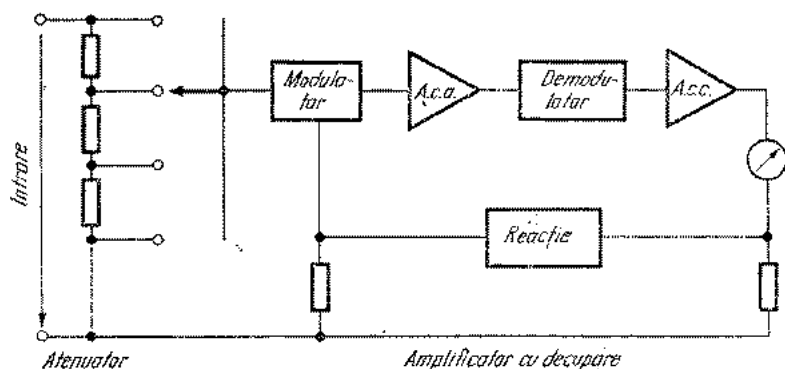 Intrare
Modula-
tor
A.c.a.
Demodu-
lator
A.c.c.
Reacție
Atenuator
Amplificator cu decupare